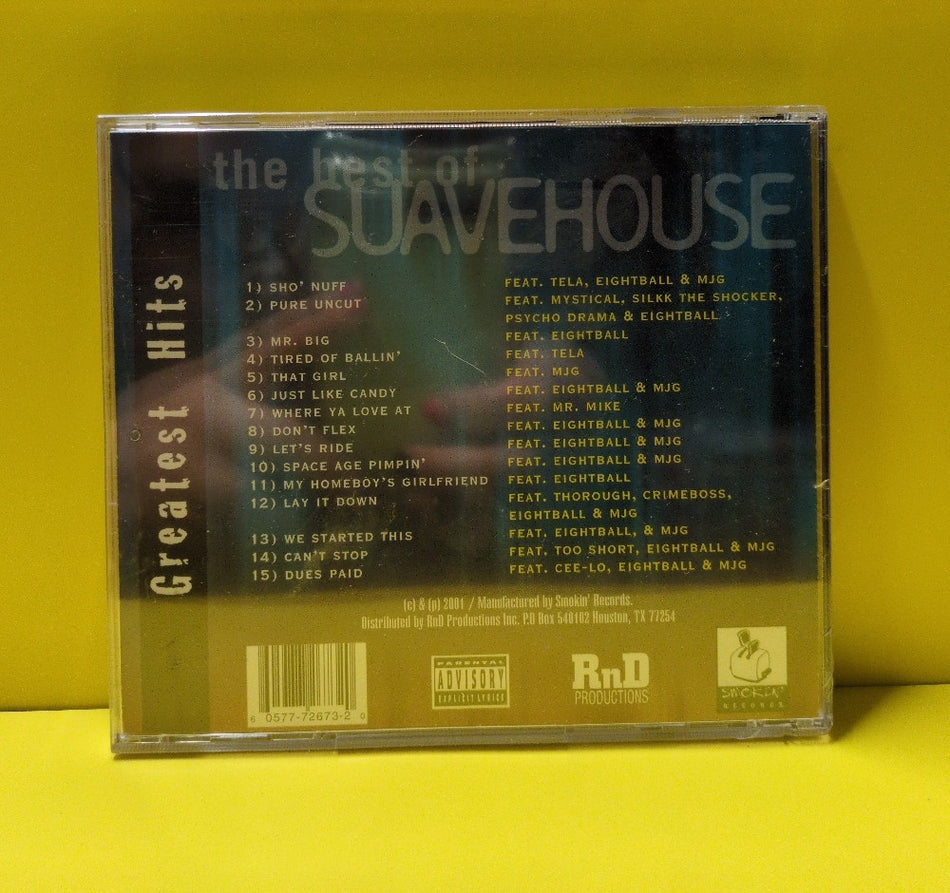 the best of
SUAVEHOUSE
Greatest Hits
1) SHO' NUFF FEAT. TELA, EIGHTBALL & MJG
2) PURE UNCUT FEAT. MYSTICAL, SILKK THE SHOCKER,
PSYCHO DRAMA & EIGHTBALL
3) MR. BIG FEAT. EIGHTBALL
4) TIRED OF BALLIN' FEAT. TELA
5) THAT GIRL FEAT. MJG
6) JUST LIKE CANDY FEAT. EIGHTBALL & MJG
7) WHERE YA LOVE AT FEAT. MR. MIKE
8) DON'T FLEX FEAT. EIGHTBALL & MJG
9) LET'S RIDE FEAT. EIGHTBALL & MJG
10) SPACE AGE PIMPIN' FEAT. EIGHTBALL & MJG
11) MY HOMEBOY'S GIRLFRIEND FEAT. EIGHTBALL
12) LAY IT DOWN FEAT. THOROUGH, CRIMEBOSS,
EIGHTBALL & MJG
13) WE STARTED THIS FEAT. EIGHTBALL, & MJG
14) CAN'T STOP FEAT. TOO SHORT, EIGHTBALL & MJG
15) DUES PAID FEAT. CEE-LO, EIGHTBALL & MJG
(c) & (p) 2001 / Manufactured by Smokin' Records.
Distributed by RnD Productions Inc. P.O Box 540102 Houston, TX 77254
PARENTAL
ADVISORY
EXPLICIT LYRICS
RnD
PRODUCTIONS
SMOKIN'
RECORDS
6 0577-72673-2 0